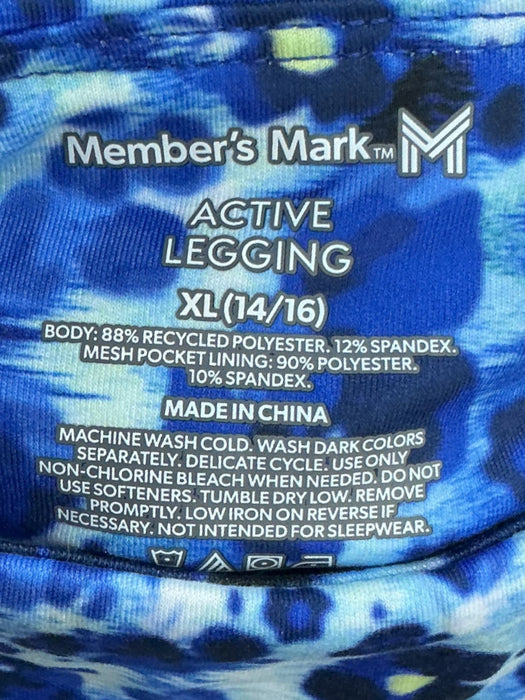 Member's Mark™ M
ACTIVE
LEGGING
XL (14/16)
BODY: 88% RECYCLED POLYESTER. 12% SPANDEX.
MESH POCKET LINING: 90% POLYESTER.
10% SPANDEX.
MADE IN CHINA
MACHINE WASH COLD. WASH DARK COLORS
SEPARATELY. DELICATE CYCLE. USE ONLY
NON-CHLORINE BLEACH WHEN NEEDED. DO NOT
USE SOFTENERS. TUMBLE DRY LOW. REMOVE
PROMPTLY. LOW IRON ON REVERSE IF
NECESSARY. NOT INTENDED FOR SLEEPWEAR.